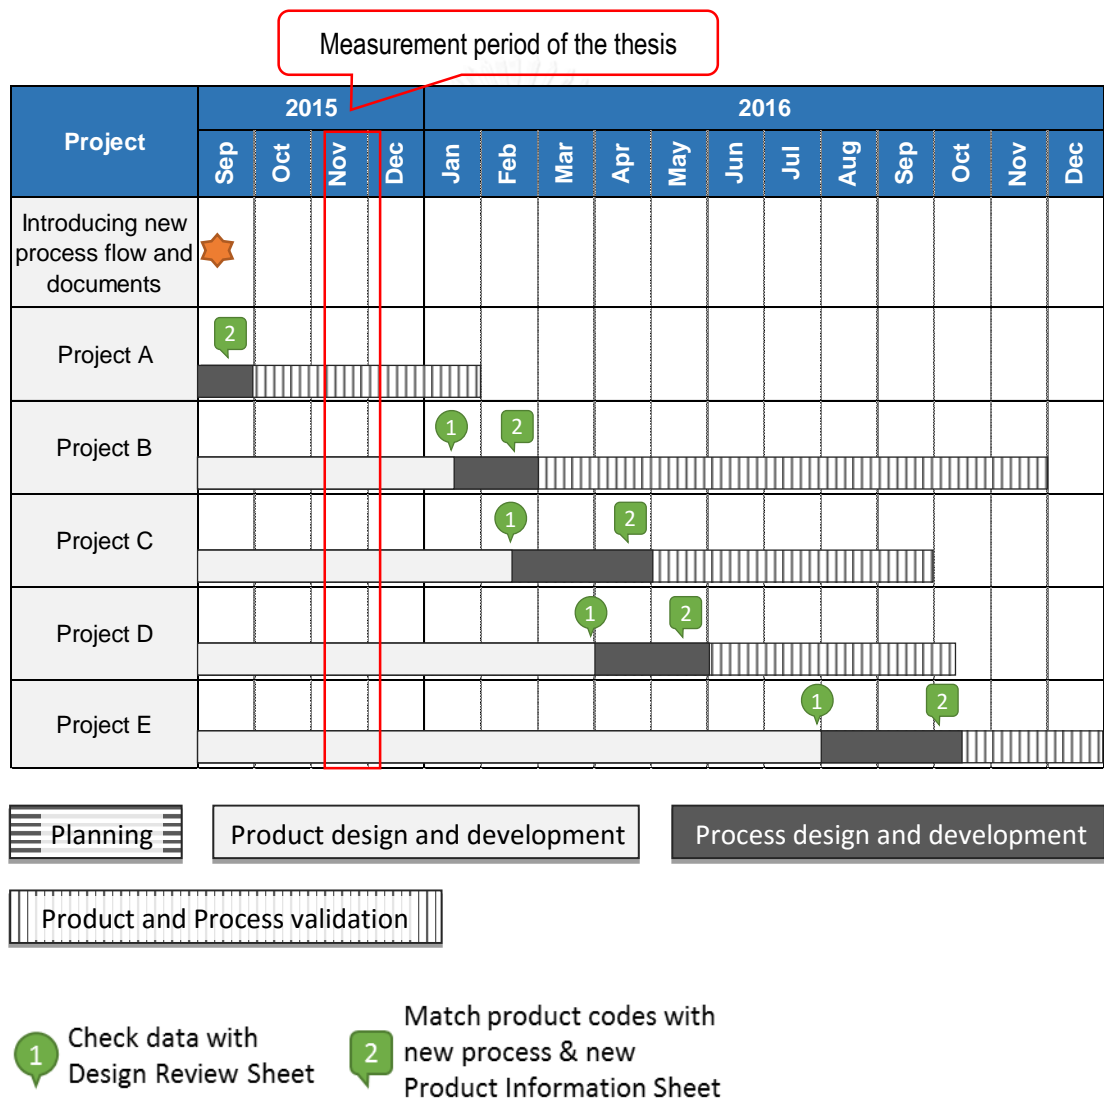 Measurement period of the thesis
Project
2015
2016
Sep
Oct
Nov
Dec
Jan
Feb
Mar
Apr
May
Jun
Jul
Aug
Sep
Oct
Nov
Dec
Introducing new
process flow and
documents
2
Project A
1
2
Project B
1
2
Project C
1
2
Project D
1
2
Project E
Planning
Product design and development
Process design and development
Product and Process validation
1
Check data with
Design Review Sheet
2
Match product codes with
new process & new
Product Information Sheet